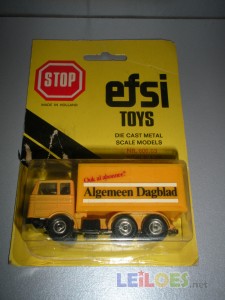 STOP
MADE IN HOLLAND
efsi
TOYS
DIE CAST METAL
SCALE MODELS
Ook al abonnee?
Algemeen Dagblad
LEiLOES.net